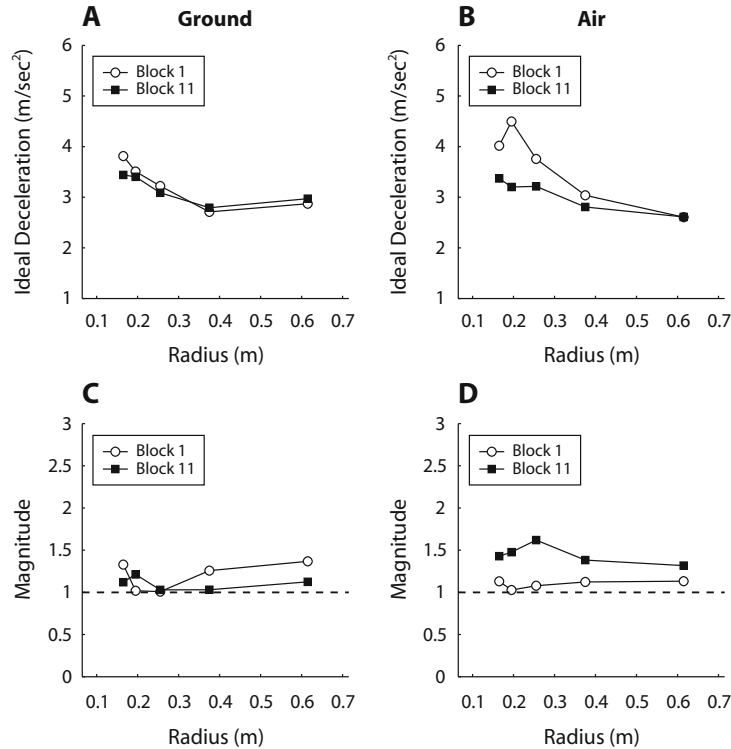 A Ground
Ideal Deceleration (m/sec²)
6
5
4
3
2
1
Block 1
Block 11
0.1 0.2 0.3 0.4 0.5 0.6 0.7
Radius (m)
B Air
Ideal Deceleration (m/sec²)
6
5
4
3
2
1
Block 1
Block 11
0.1 0.2 0.3 0.4 0.5 0.6 0.7
Radius (m)
C
Magnitude
3
2.5
2
1.5
1
0.5
0
Block 1
Block 11
0.1 0.2 0.3 0.4 0.5 0.6 0.7
Radius (m)
D
Magnitude
3
2.5
2
1.5
1
0.5
0
Block 1
Block 11
0.1 0.2 0.3 0.4 0.5 0.6 0.7
Radius (m)